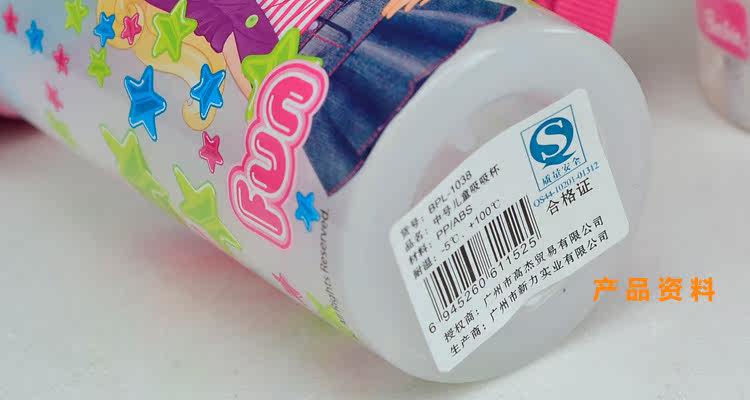 Fun
All Rights Reserved.
货号: BPL-1038
品名: 中号儿童吸吸杯
材料: PP/ABS
耐温: -5℃, +100℃
6 945260 611525
授权商: 广州市高杰贸易有限公司
生产商: 广州市新力实业有限公司
质量安全
QS44-10201-01312
合格证
产品资料